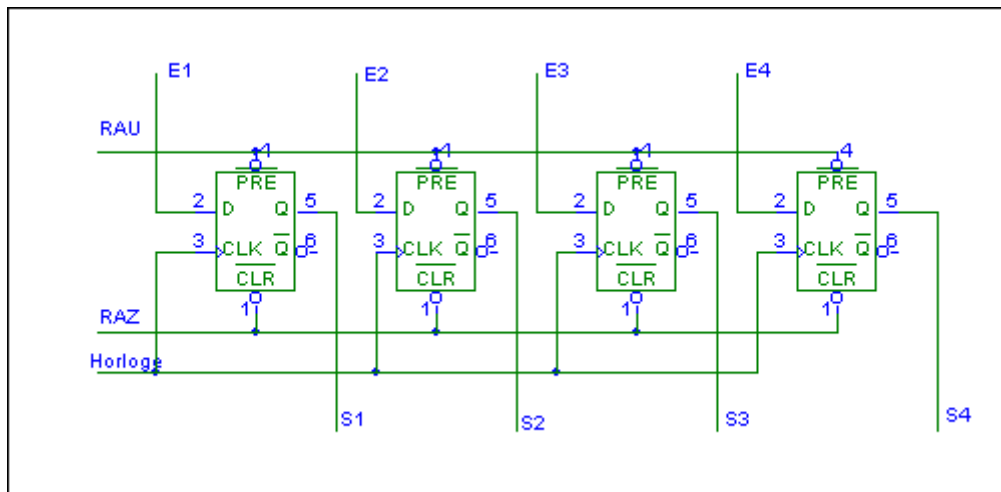 E1 E2 E3 E4
RAU
4 4 4 4
PRE PRE PRE PRE
2 D Q 5 2 D Q 5 2 D Q 5 2 D Q 5
3 CLK Q 6 3 CLK Q 6 3 CLK Q 6 3 CLK Q 6
CLR CLR CLR CLR
1 1 1 1
RAZ
Horloge
S1 S2 S3 S4